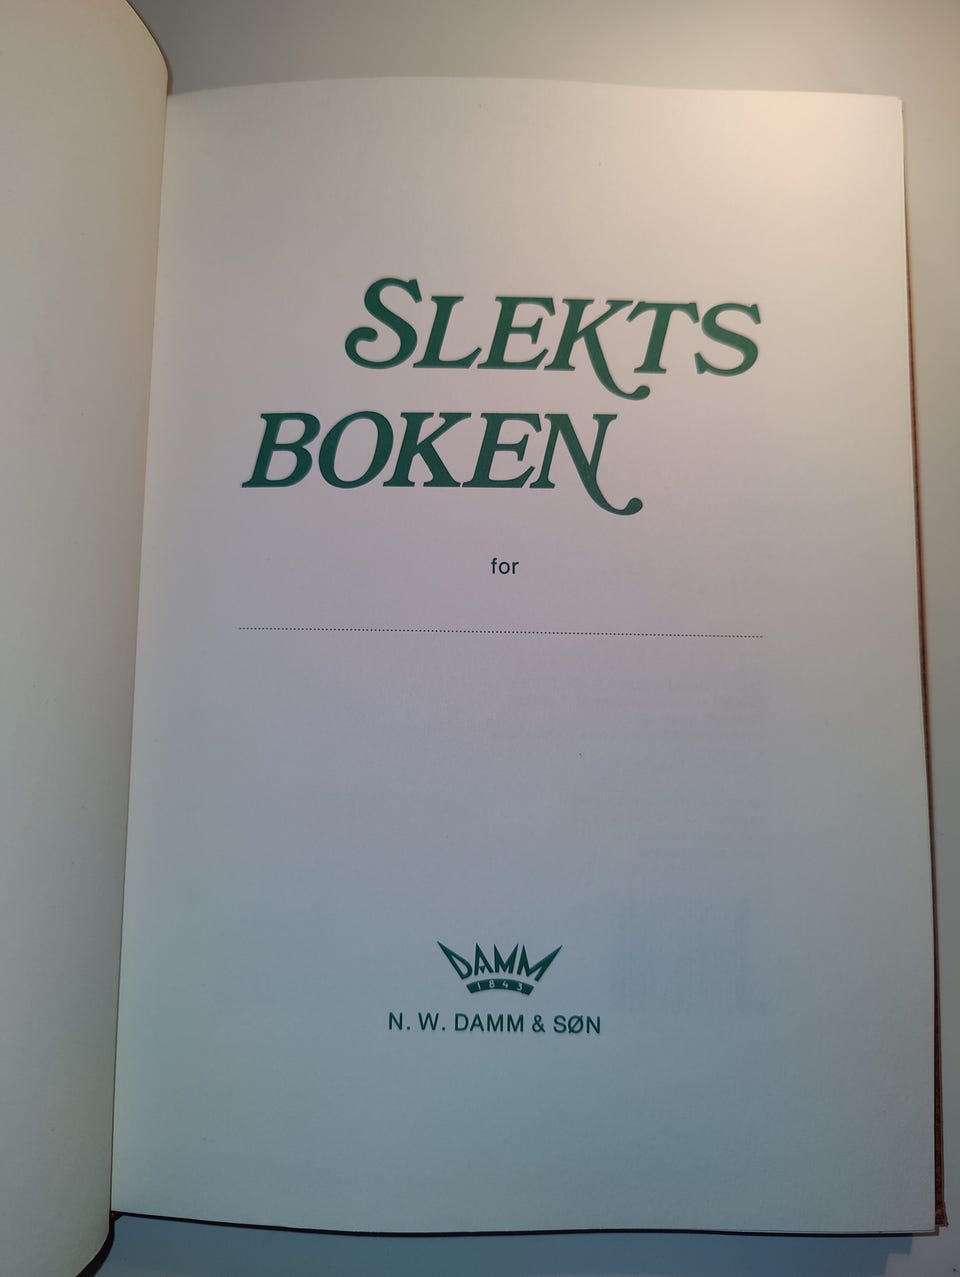 SLEKTS
BOKEN
for
DAMM
1843
N. W. DAMM & SØN